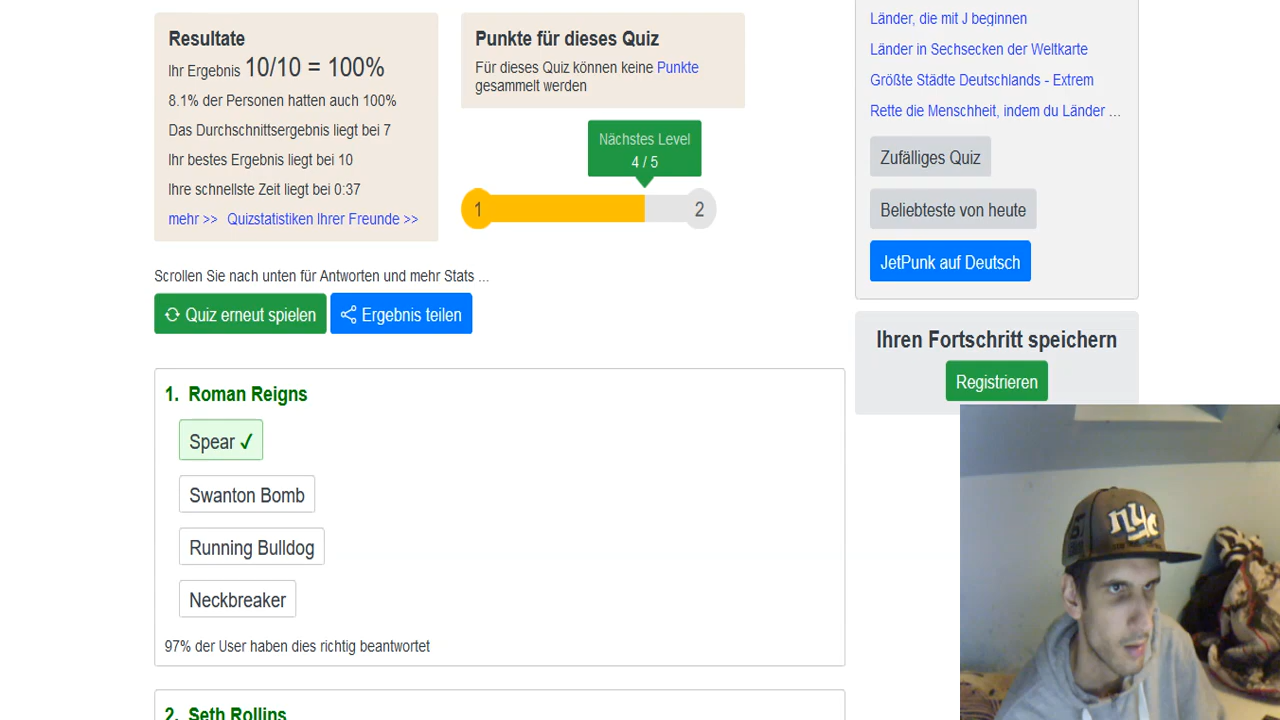 Resultate
Ihr Ergebnis 10/10 = 100%
8.1% der Personen hatten auch 100%
Das Durchschnittsergebnis liegt bei 7
Ihr bestes Ergebnis liegt bei 10
Ihre schnellste Zeit liegt bei 0:37
mehr >> Quizstatistiken Ihrer Freunde >>
Punkte für dieses Quiz
Für dieses Quiz können keine Punkte
gesammelt werden
Nächstes Level
4 / 5
1
2
Scrollen Sie nach unten für Antworten und mehr Stats ...
Quiz erneut spielen
Ergebnis teilen
1. Roman Reigns
Spear ✓
Swanton Bomb
Running Bulldog
Neckbreaker
97% der User haben dies richtig beantwortet
2. Seth Rollins
Länder, die mit J beginnen
Länder in Sechsecken der Weltkarte
Größte Städte Deutschlands - Extrem
Rette die Menschheit, indem du Länder ...
Zufälliges Quiz
Beliebteste von heute
JetPunk auf Deutsch
Ihren Fortschritt speichern
Registrieren
nyc